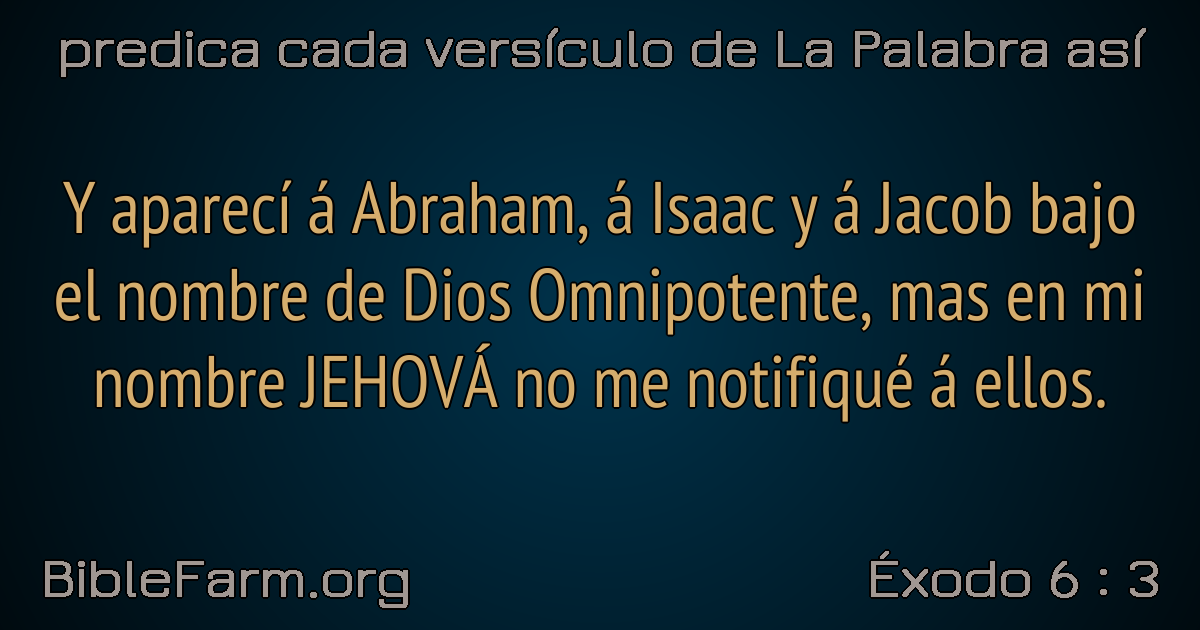 predica cada versículo de La Palabra así
Y aparecí á Abraham, á Isaac y á Jacob bajo
el nombre de Dios Omnipotente, mas en mi
nombre JEHOVÁ no me notifiqué á ellos.
BibleFarm.org
Éxodo 6 : 3